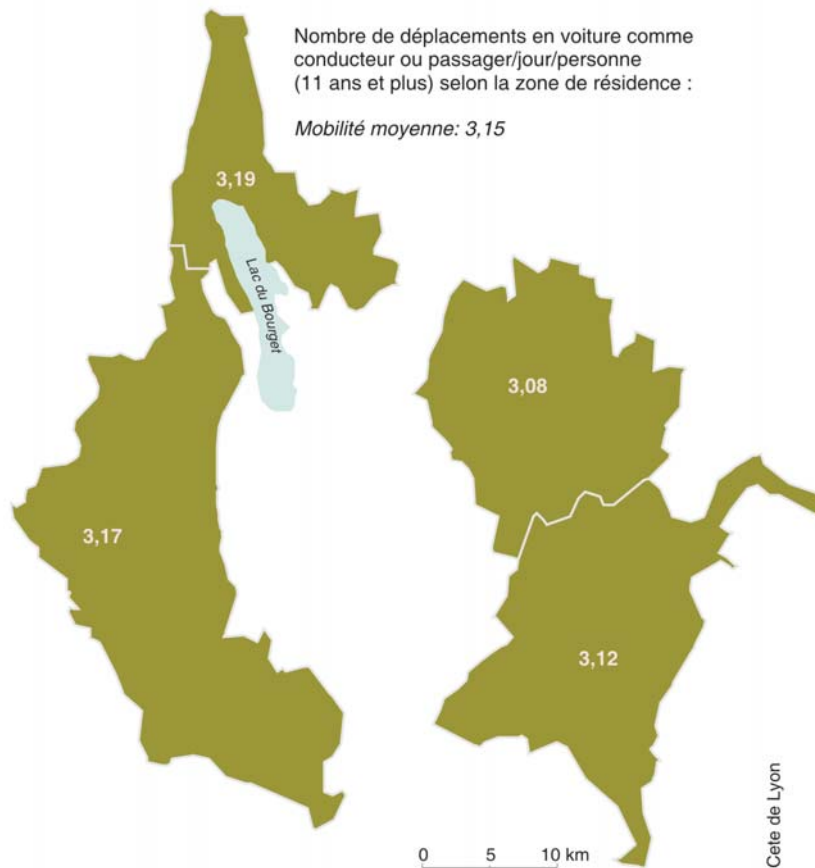 Nombre de déplacements en voiture comme
conducteur ou passager/jour/personne
(11 ans et plus) selon la zone de résidence :
Mobilité moyenne: 3,15
3,19
Lac du Bourget
3,08
3,17
3,12
0 5 10 km
Cete de Lyon